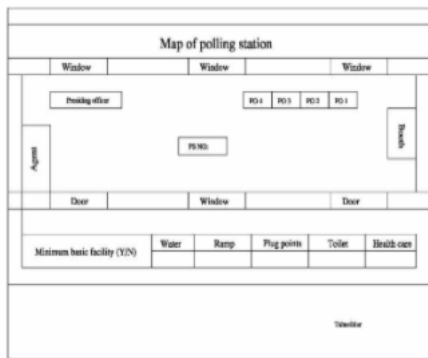 Map of polling station
Window Window Window
Presiding officer PO 4 PO 3 PO 2 PO 1
Booth
Agent
PS NO:
Door Window Door
Minimum basic facility (Y/N) Water Ramp Plug points Toilet Health care
Tahsildar